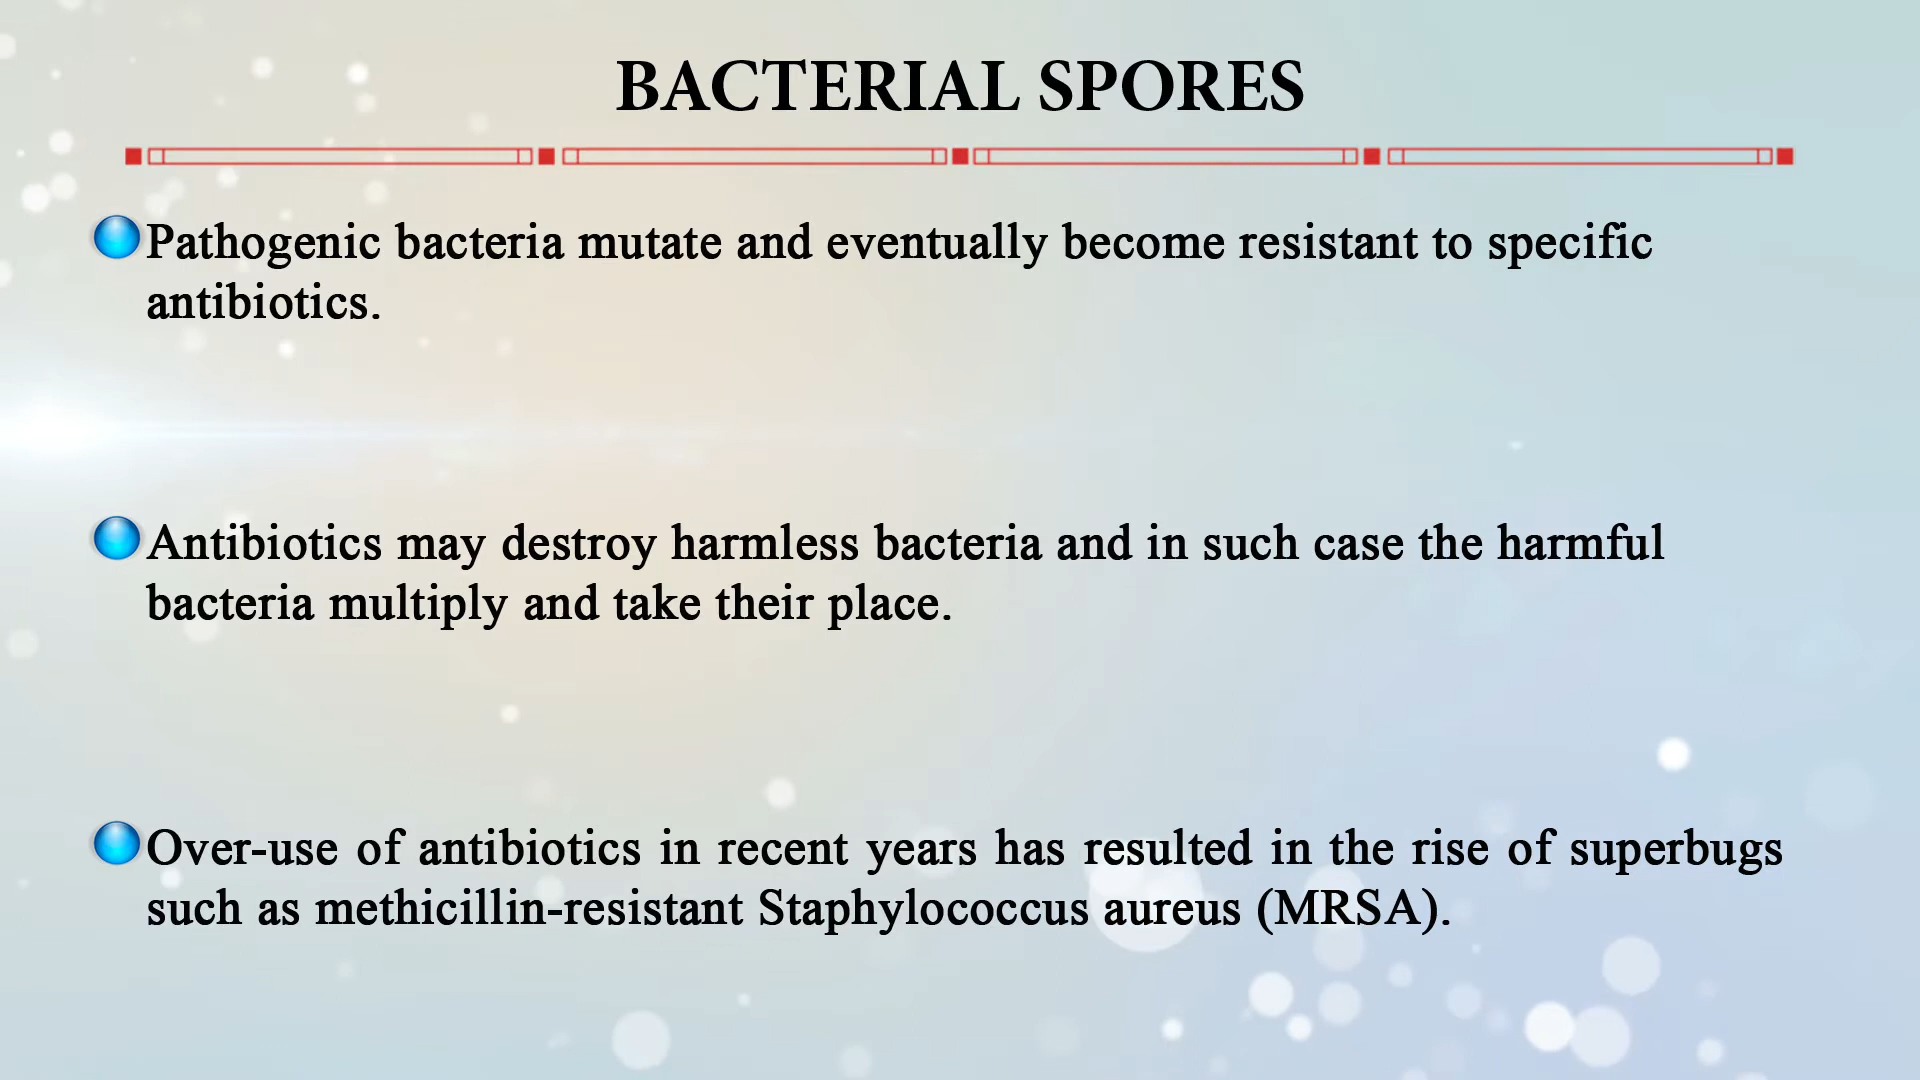 BACTERIAL SPORES
Pathogenic bacteria mutate and eventually become resistant to specific
antibiotics.
Antibiotics may destroy harmless bacteria and in such case the harmful
bacteria multiply and take their place.
Over-use of antibiotics in recent years has resulted in the rise of superbugs
such as methicillin-resistant Staphylococcus aureus (MRSA).